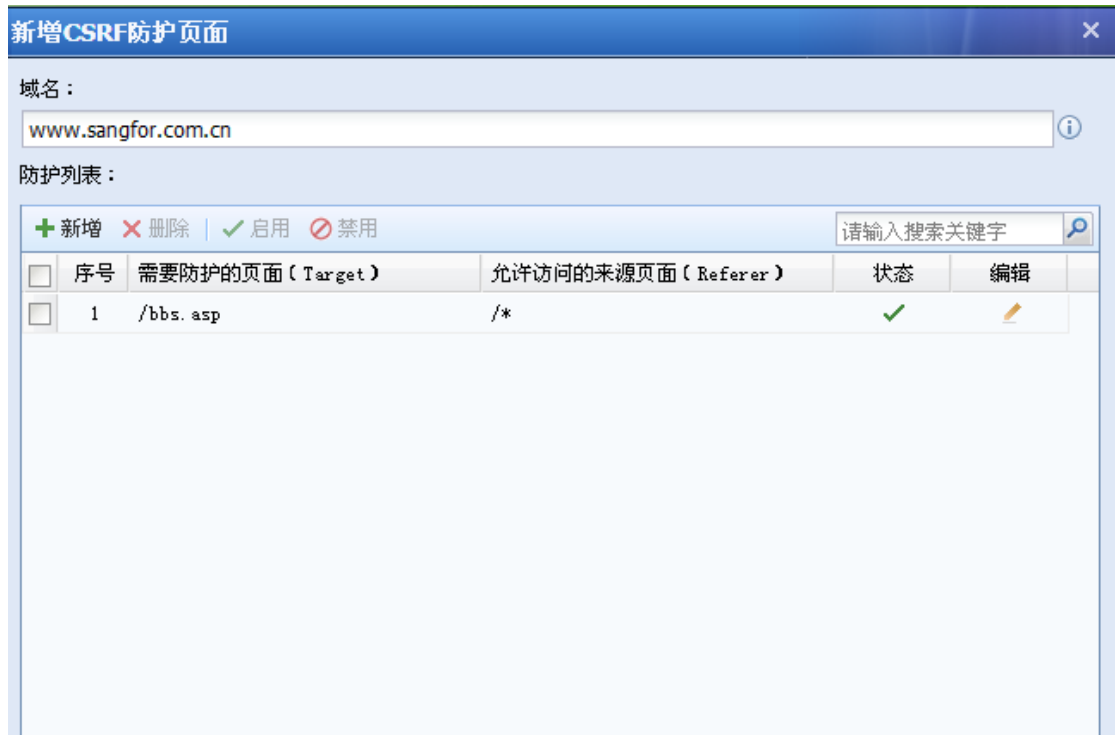 新增CSRF防护页面
域名：
www.sangfor.com.cn
防护列表：
新增 删除 启用 禁用 请输入搜索关键字
序号 需要防护的页面(Target) 允许访问的来源页面(Referer) 状态 编辑
1 /bbs.asp /*